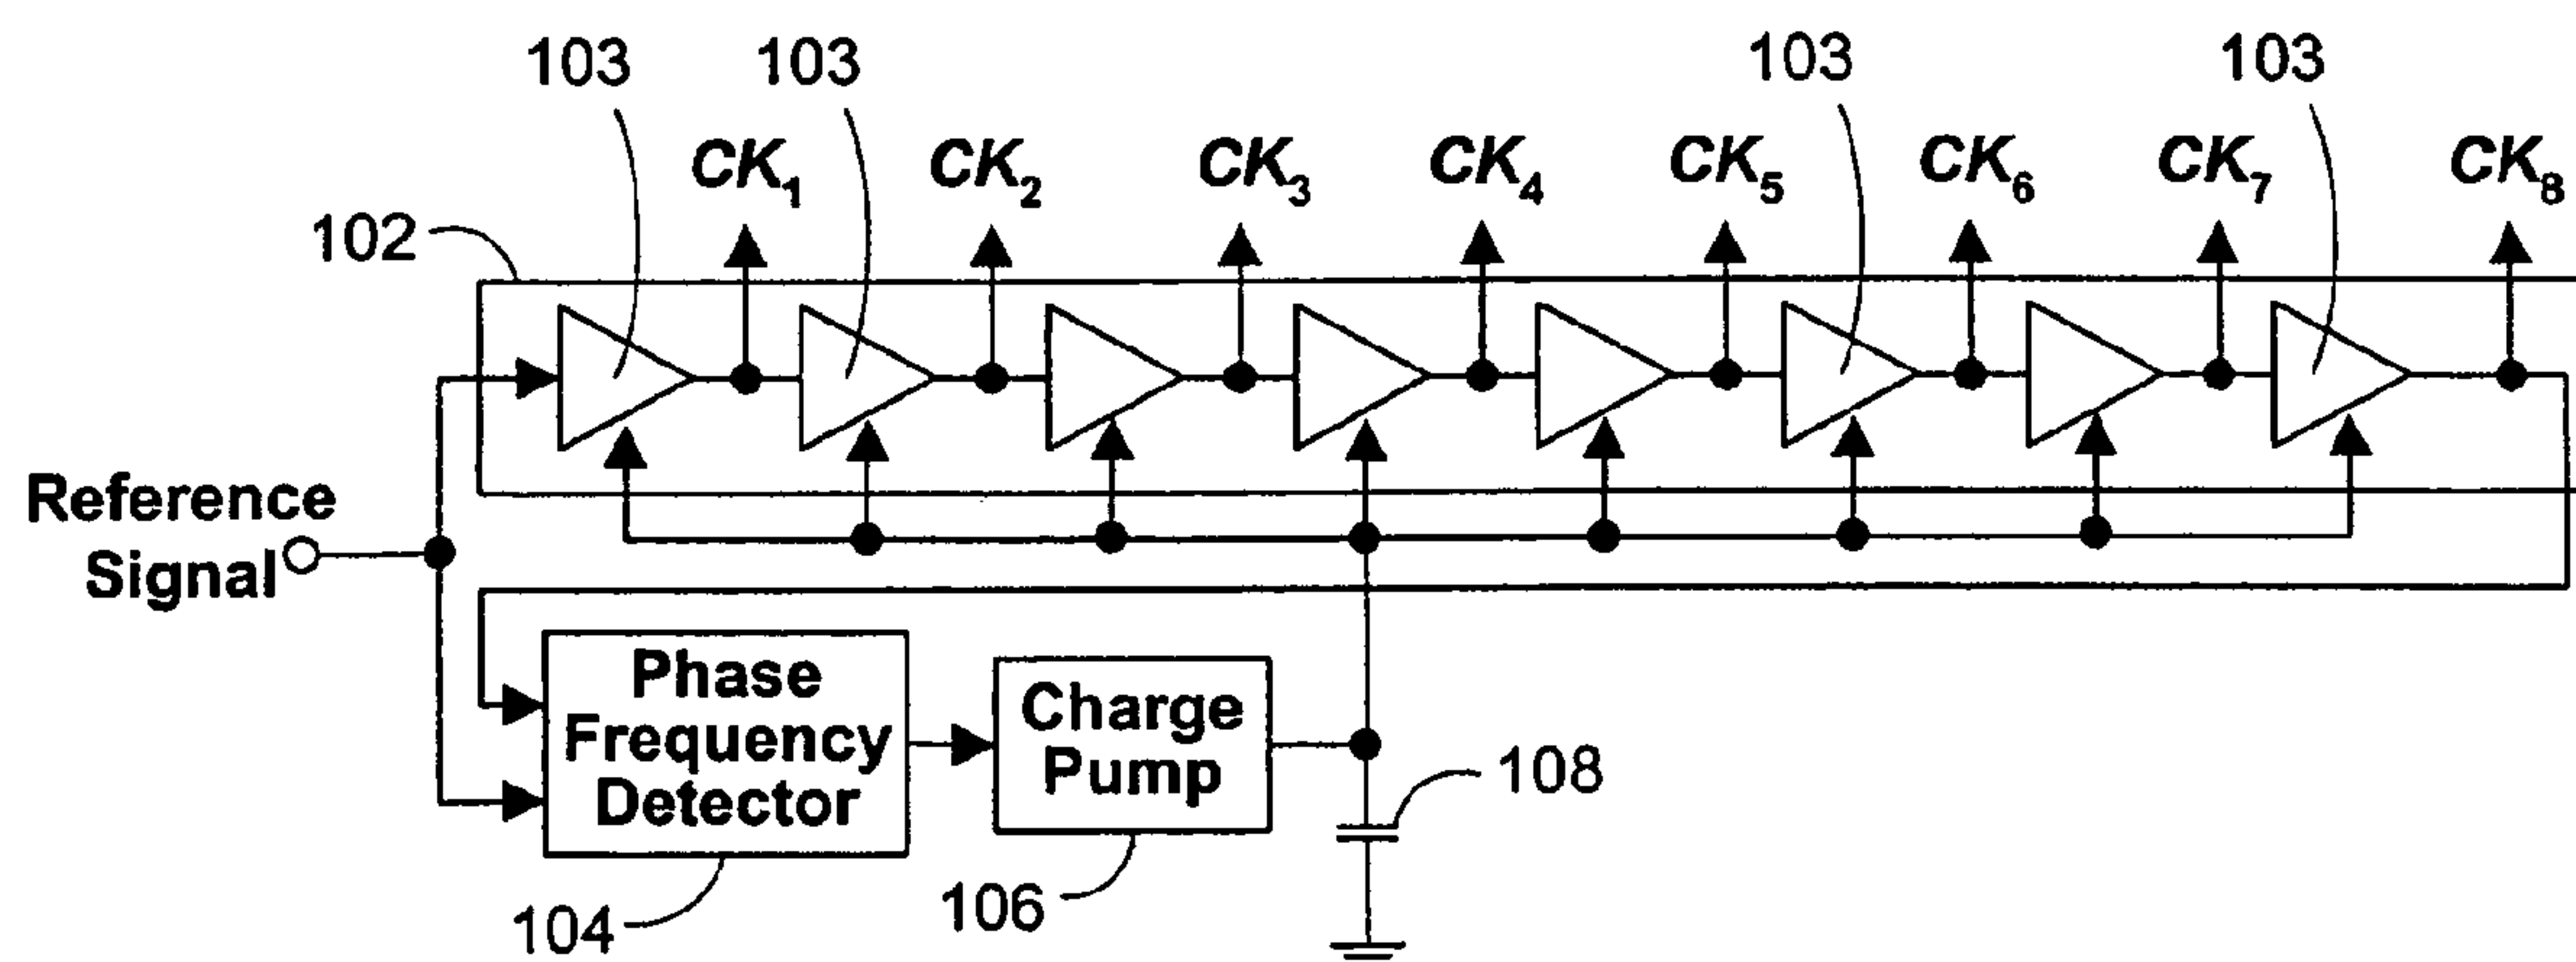 103 103 103 103
CK1 CK2 CK3 CK4 CK5 CK6 CK7 CK8
102
Reference
Signal
Phase
Frequency
Detector
Charge
Pump
108
106
104